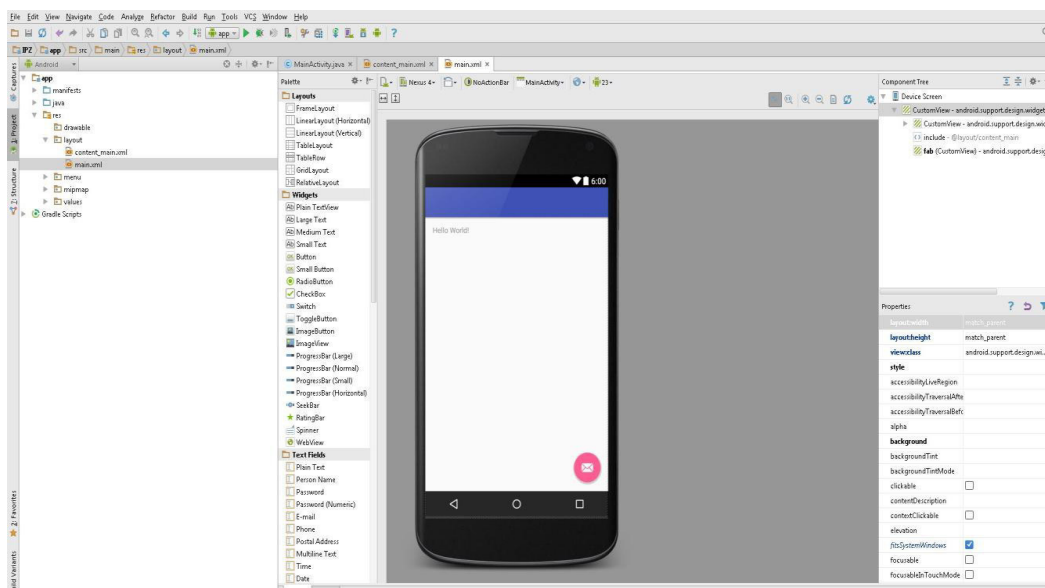 File Edit View Navigate Code Analyze Refactor Build Run Tools VCS Window Help
app
IPZ app src main res layout main.xml
Android
MainActivity.java content_main.xml main.xml
Captures
1: Project
2: Structure
2: Favorites
Build Variants
app
manifests
java
res
drawable
layout
content_main.xml
main.xml
menu
mipmap
values
Gradle Scripts
Palette
Layouts
FrameLayout
LinearLayout (Horizontal)
LinearLayout (Vertical)
TableLayout
TableRow
GridLayout
RelativeLayout
Widgets
Plain TextView
Large Text
Medium Text
Small Text
Button
Small Button
RadioButton
CheckBox
Switch
ToggleButton
ImageButton
ImageView
ProgressBar (Large)
ProgressBar (Normal)
ProgressBar (Small)
ProgressBar (Horizontal)
SeekBar
RatingBar
Spinner
WebView
Text Fields
Plain Text
Person Name
Password
Password (Numeric)
E-mail
Phone
Postal Address
Multiline Text
Time
Date
Nexus 4 NoActionBar MainActivity 23
6:00
Hello World!
Component Tree
Device Screen
CustomView - android.support.design.widget
CustomView - android.support.design.wid
include - @layout/content_main
fab (CustomView) - android.support.desig
Properties
layout:width match_parent
layout:height match_parent
view:class android.support.design.wi...
style
accessibilityLiveRegion
accessibilityTraversalAfte
accessibilityTraversalBefo
alpha
background
backgroundTint
backgroundTintMode
clickable
contentDescription
contextClickable
elevation
fitsSystemWindows
focusable
focusableInTouchMode